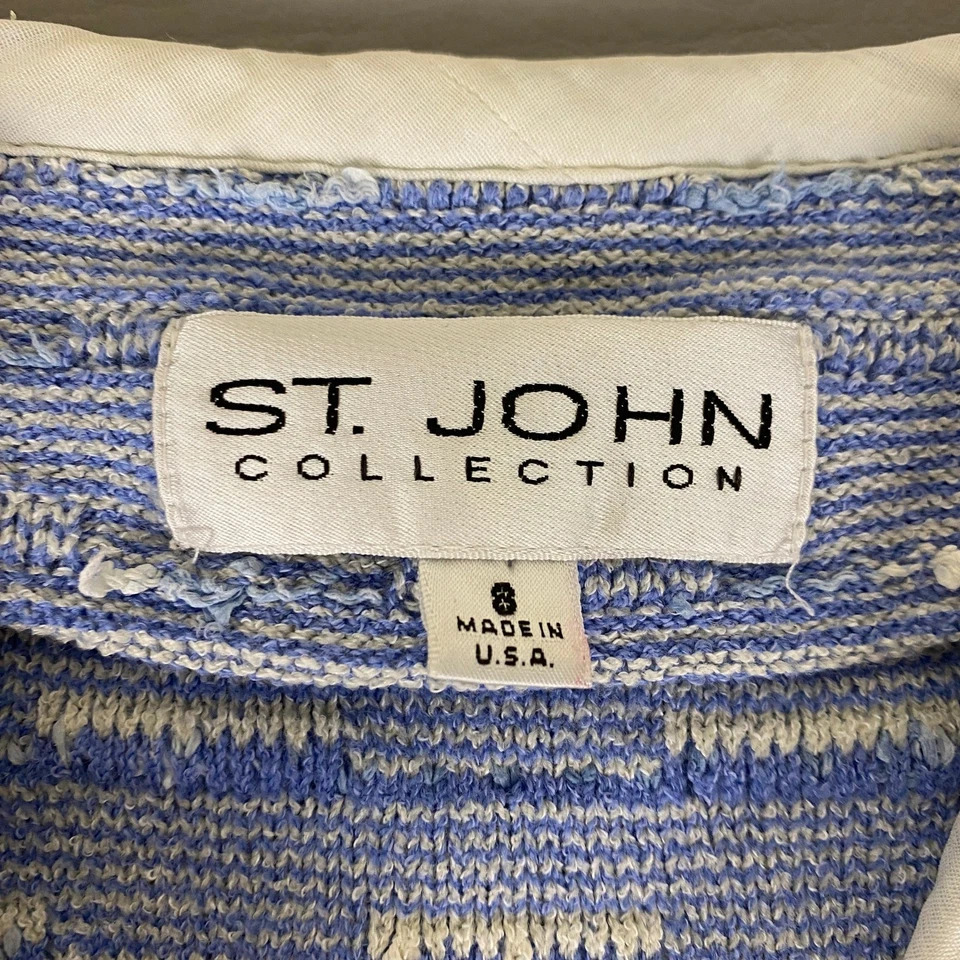 ST. JOHN
COLLECTION
8
MADE IN
U.S.A.